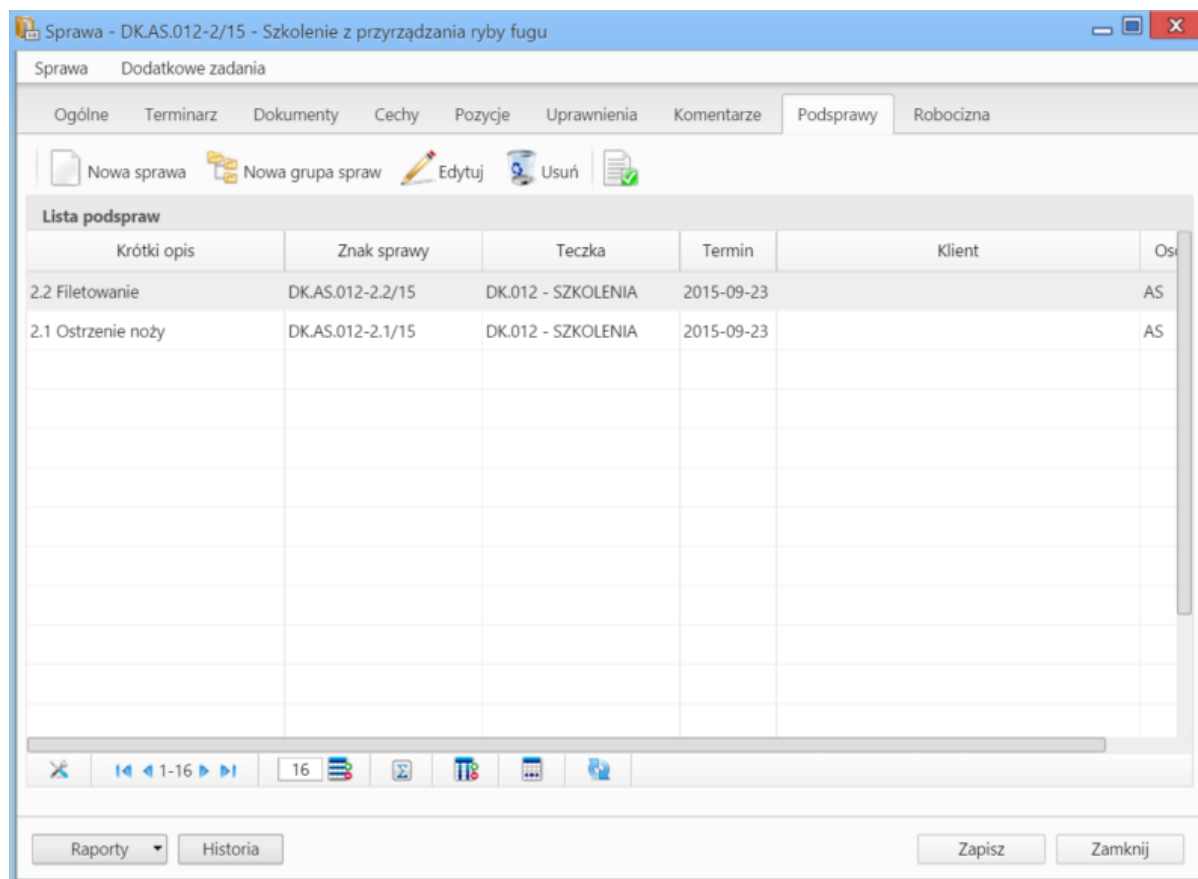 Sprawa - DK.AS.012-2/15 - Szkolenie z przyrządzania ryby fugu
Sprawa Dodatkowe zadania
Ogólne Terminarz Dokumenty Cechy Pozycje Uprawnienia Komentarze Podsprawy Robocizna
Nowa sprawa Nowa grupa spraw Edytuj Usuń
Lista podspraw
Krótki opis Znak sprawy Teczka Termin Klient
2.2 Filetowanie DK.AS.012-2.2/15 DK.012 - SZKOLENIA 2015-09-23 AS
2.1 Ostrzenie noży DK.AS.012-2.1/15 DK.012 - SZKOLENIA 2015-09-23 AS
1-16 16
Raporty Historia Zapisz Zamknij